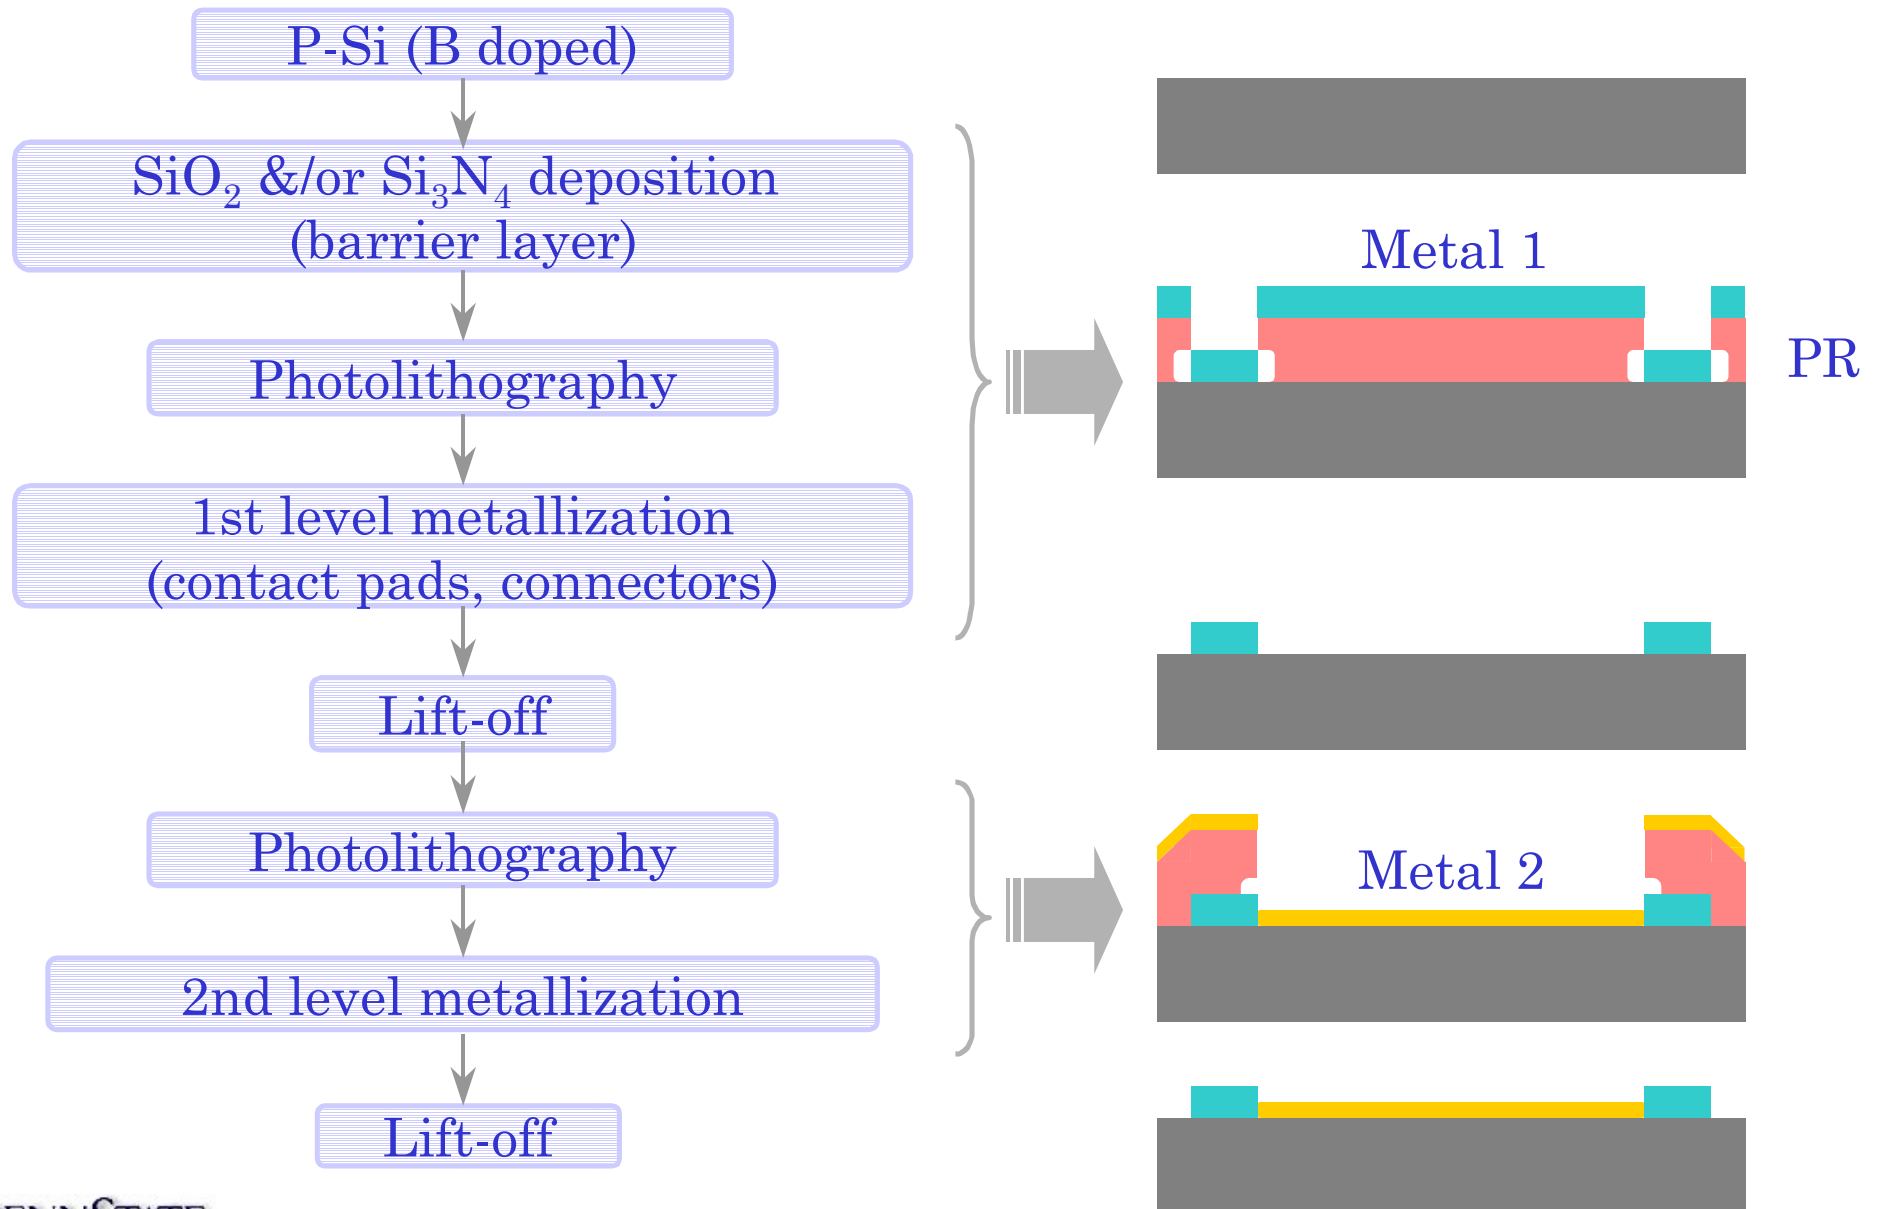 P-Si (B doped)
SiO₂ &/or Si₃N₄ deposition
(barrier layer)
Photolithography
1st level metallization
(contact pads, connectors)
Lift-off
Photolithography
2nd level metallization
Lift-off
Metal 1
PR
Metal 2